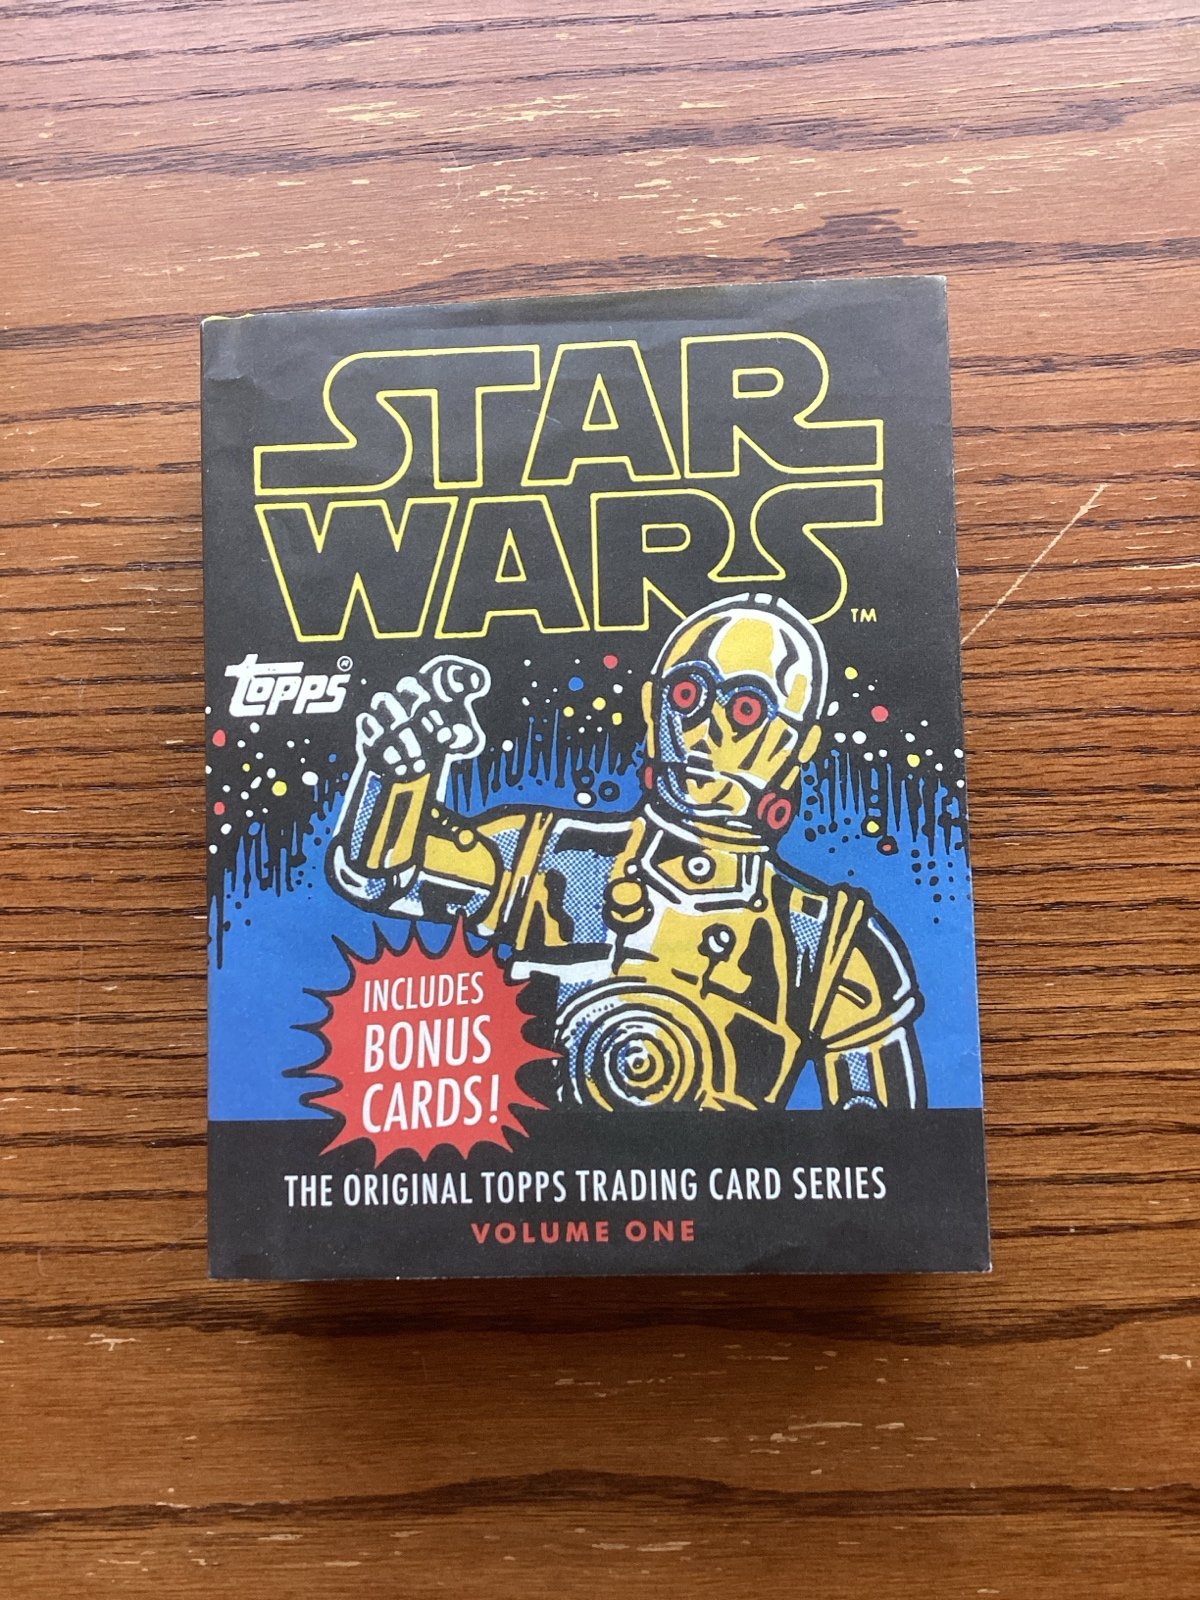 STAR
WARS
TM
topps®
INCLUDES
BONUS
CARDS!
THE ORIGINAL TOPPS TRADING CARD SERIES
VOLUME ONE